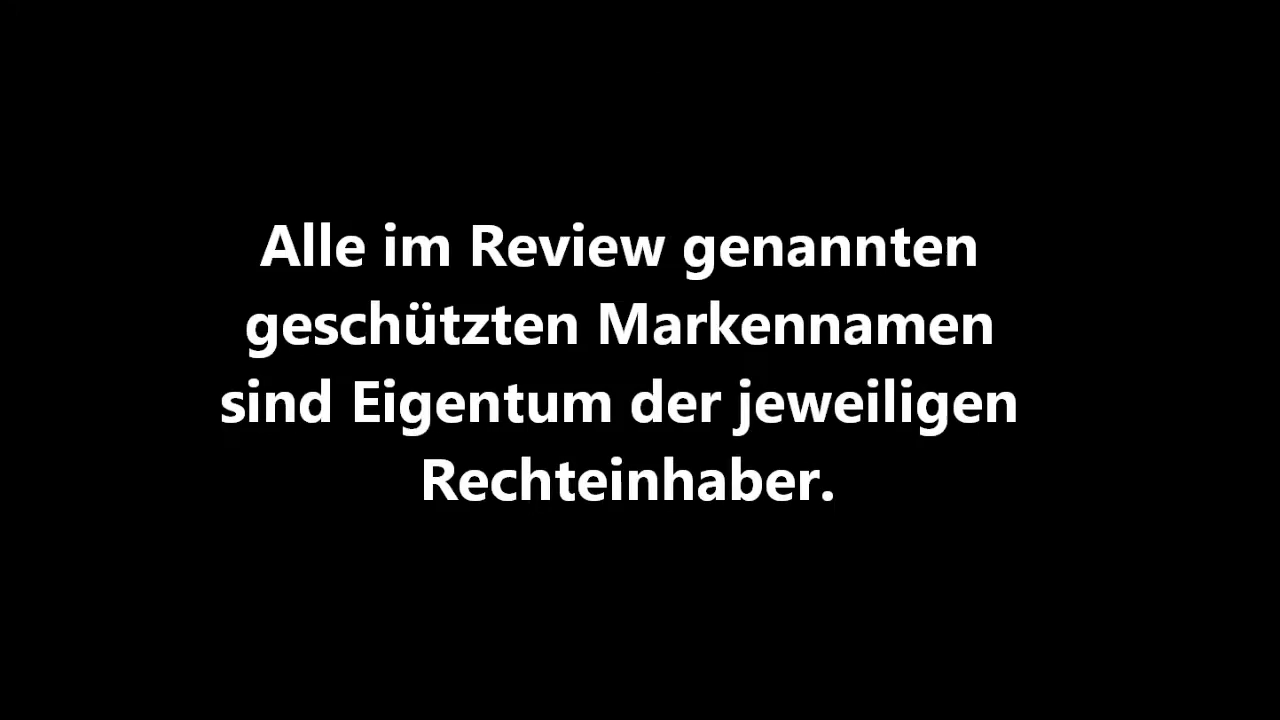 Alle im Review genannten
geschützten Markennamen
sind Eigentum der jeweiligen
Rechteinhaber.